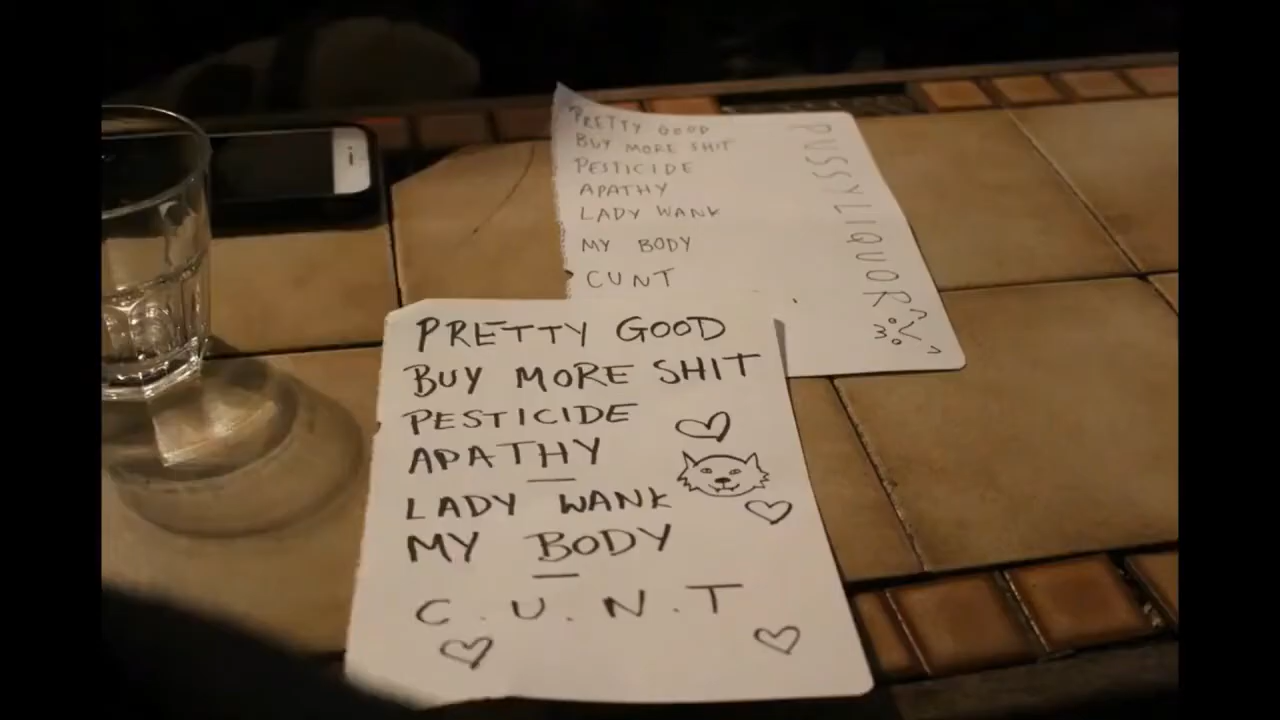 PRETTY GOOD
BUY MORE SHIT
PESTICIDE
APATHY
LADY WANK
MY BODY
CUNT
PUSSYLIQUOR
PRETTY GOOD
BUY MORE SHIT
PESTICIDE
APATHY
LADY WANK
MY BODY
C.U.N.T